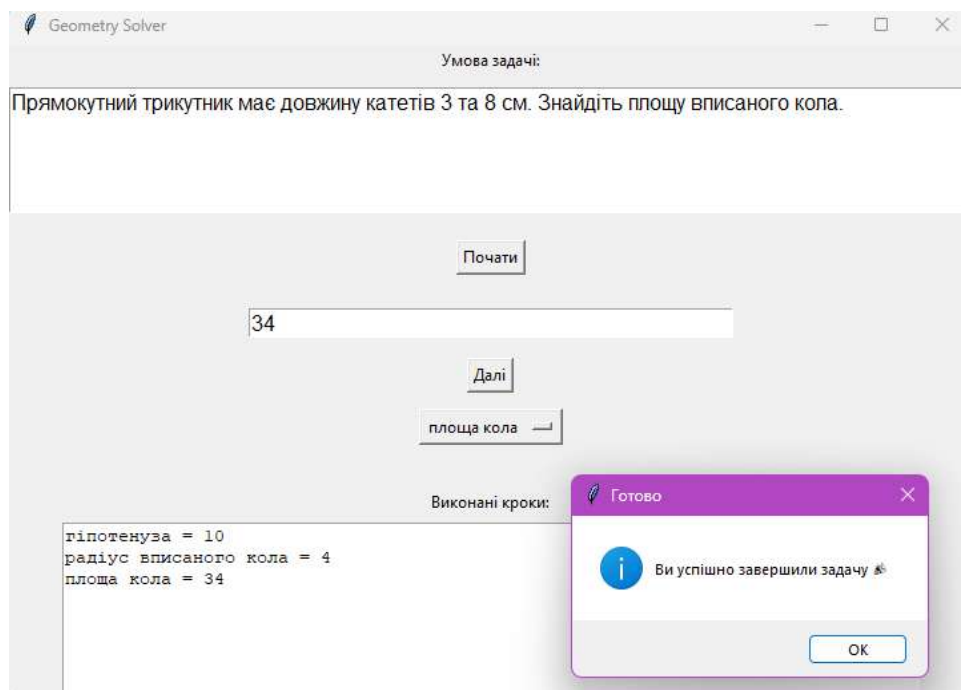 Geometry Solver
Умова задачі:
Прямокутний трикутник має довжину катетів 3 та 8 см. Знайдіть площу вписаного кола.
Почати
34
Далі
площа кола
Виконані кроки:
гіпотенуза = 10
радіус вписаного кола = 4
площа кола = 34
Готово
Ви успішно завершили задачу 🎉
OK